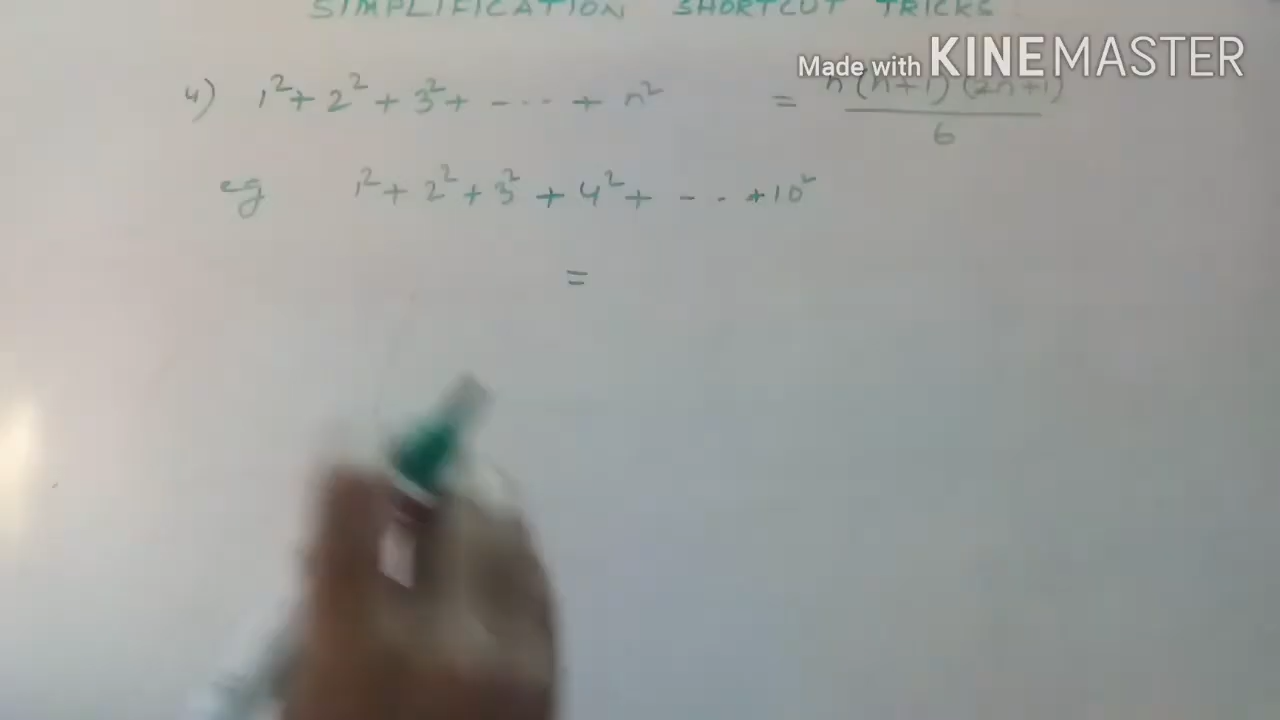 SIMPLIFICATION SHORTCUT TRICKS
Made with KINEMASTER
4) 1² + 2² + 3² + - - - - + n² = n(n+1)(2n+1)
6
eg 1² + 2² + 3² + 4² + - - - + 10²
=